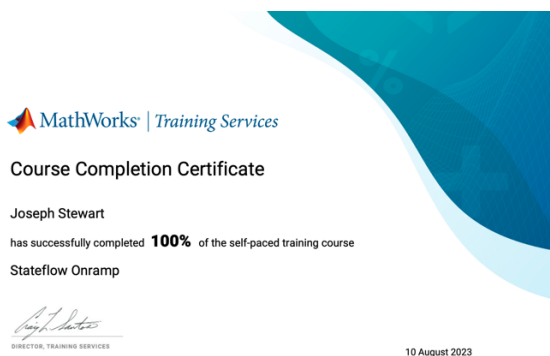 MathWorks® | Training Services
Course Completion Certificate
Joseph Stewart
has successfully completed 100% of the self-paced training course
Stateflow Onramp
DIRECTOR, TRAINING SERVICES
10 August 2023